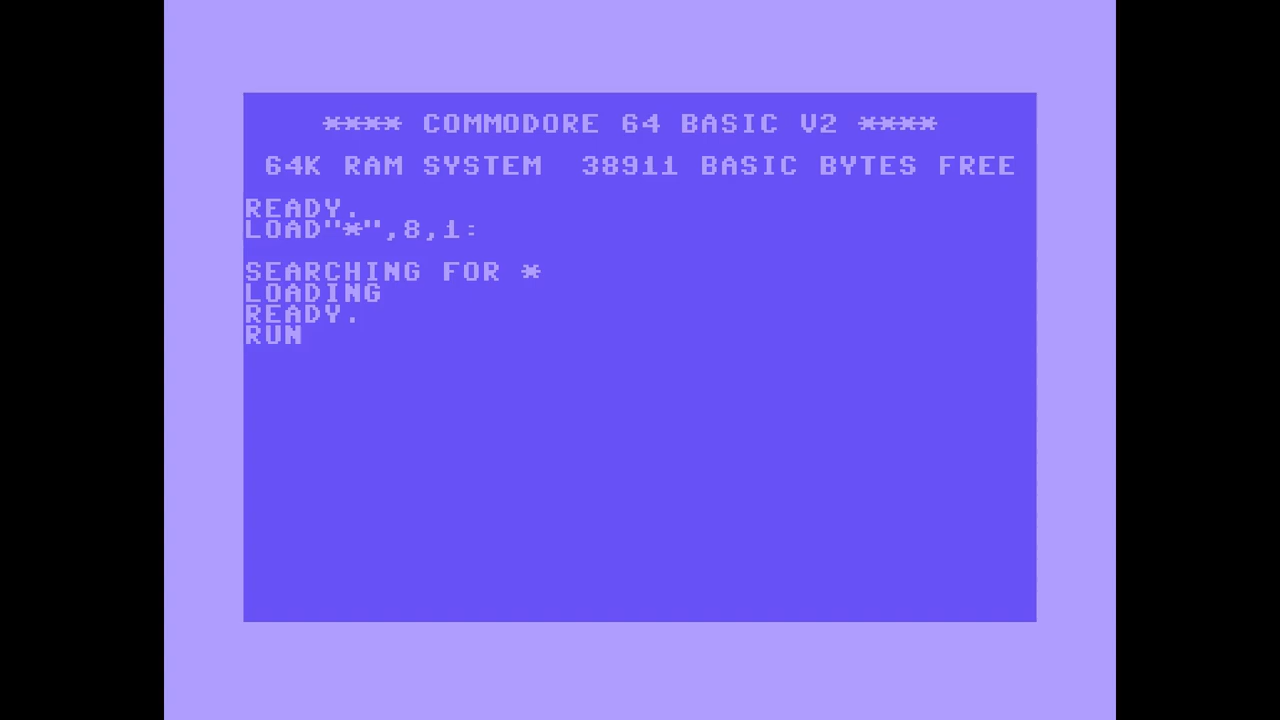 **** COMMODORE 64 BASIC V2 ****
64K RAM SYSTEM  38911 BASIC BYTES FREE
READY.
LOAD"*",8,1:
SEARCHING FOR *
LOADING
READY.
RUN